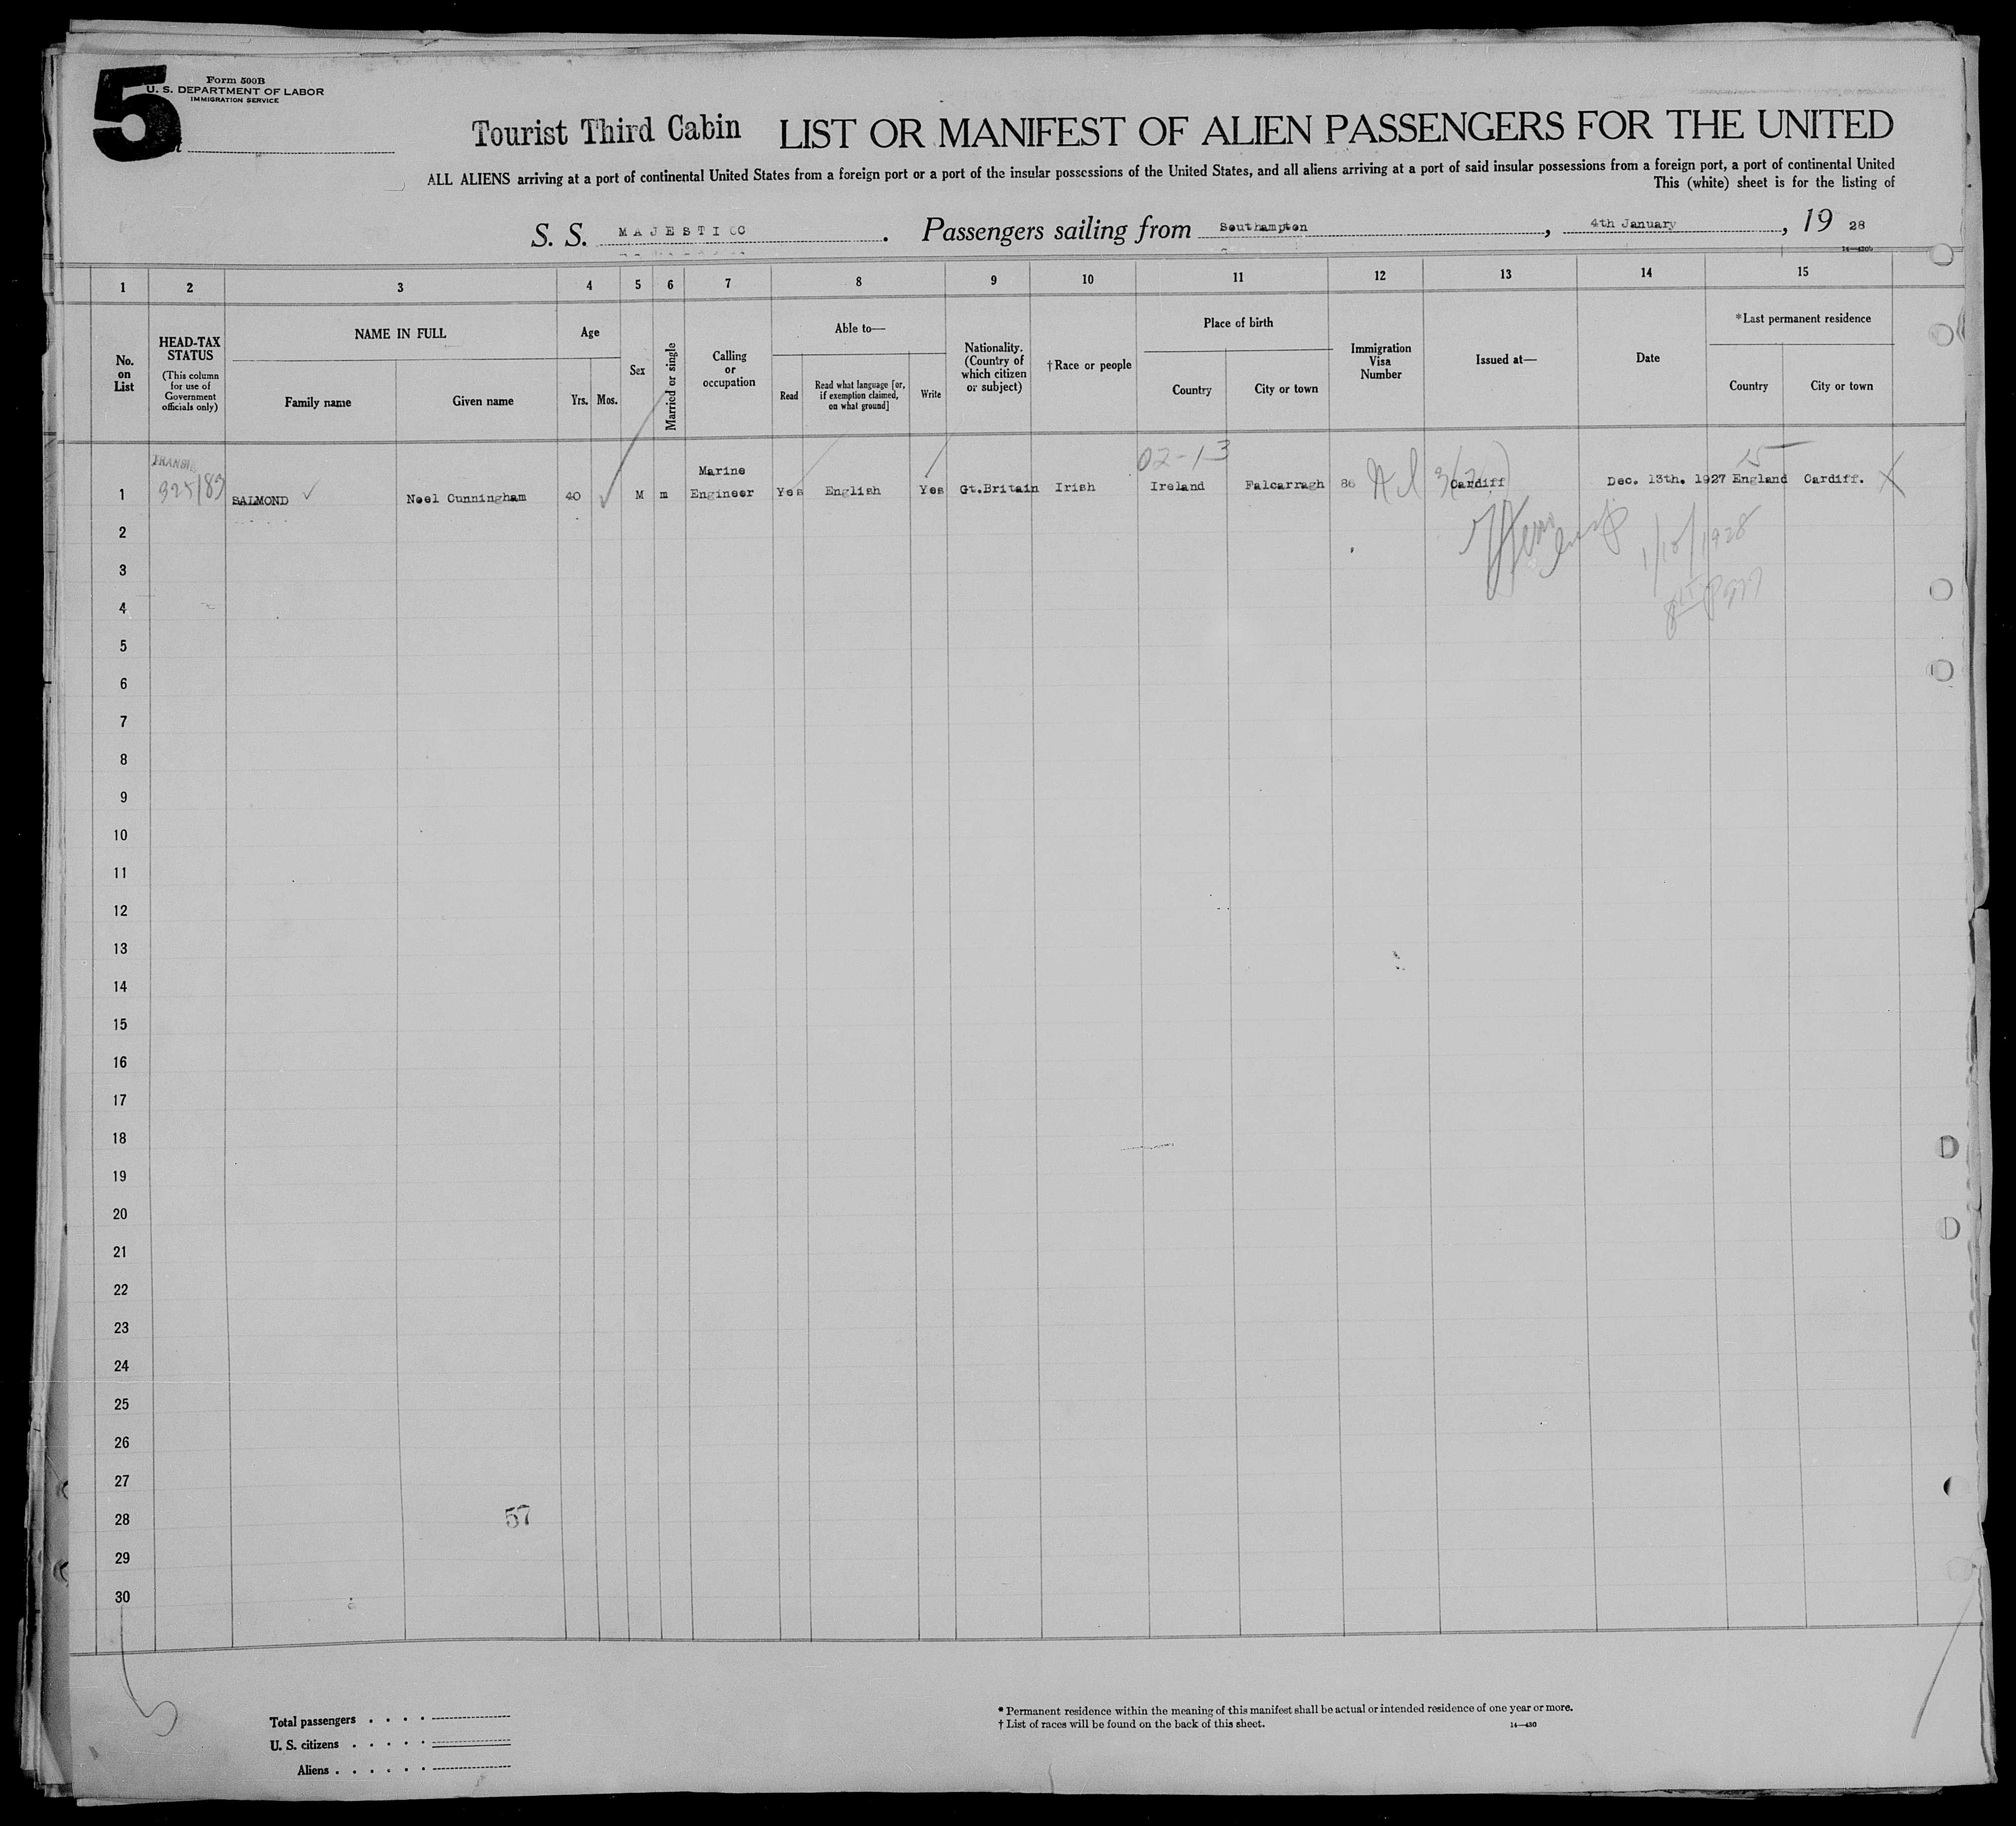 5
Form 500B
U. S. DEPARTMENT OF LABOR
IMMIGRATION SERVICE
Tourist Third Cabin LIST OR MANIFEST OF ALIEN PASSENGERS FOR THE UNITED
ALL ALIENS arriving at a port of continental United States from a foreign port or a port of the insular possessions of the United States, and all aliens arriving at a port of said insular possessions from a foreign port, a port of continental United
This (white) sheet is for the listing of
S. S. MAJESTIC. Passengers sailing from Southampton, 4th January, 19 28
14—430b
1 2 3 4 5 6 7 8 9 10 11 12 13 14 15
No. on List
HEAD-TAX STATUS
(This column for use of Government officials only)
NAME IN FULL
Family name Given name
Age
Yrs. Mos.
Sex
Married or single
Calling or occupation
Able to—
Read
Read what language [or, if exemption claimed, on what ground]
Write
Nationality. (Country of which citizen or subject)
†Race or people
Place of birth
Country City or town
Immigration Visa Number
Issued at—
Date
*Last permanent residence
Country City or town
TRANSIT
325/83
02-13
1 SALMOND Noel Cunningham 40 M m Marine Engineer Yes English Yes Gt.Britain Irish Ireland Falcarragh 86 3(2) Cardiff Dec. 13th. 1927 England Cardiff. X
1/10/1928
2
3
4
5
6
7
8
9
10
11
12
13
14
15
16
17
18
19
20
21
22
23
24
25
26
27
28
57
29
30
Total passengers
U. S. citizens
Aliens
* Permanent residence within the meaning of this manifest shall be actual or intended residence of one year or more.
† List of races will be found on the back of this sheet. 14—430